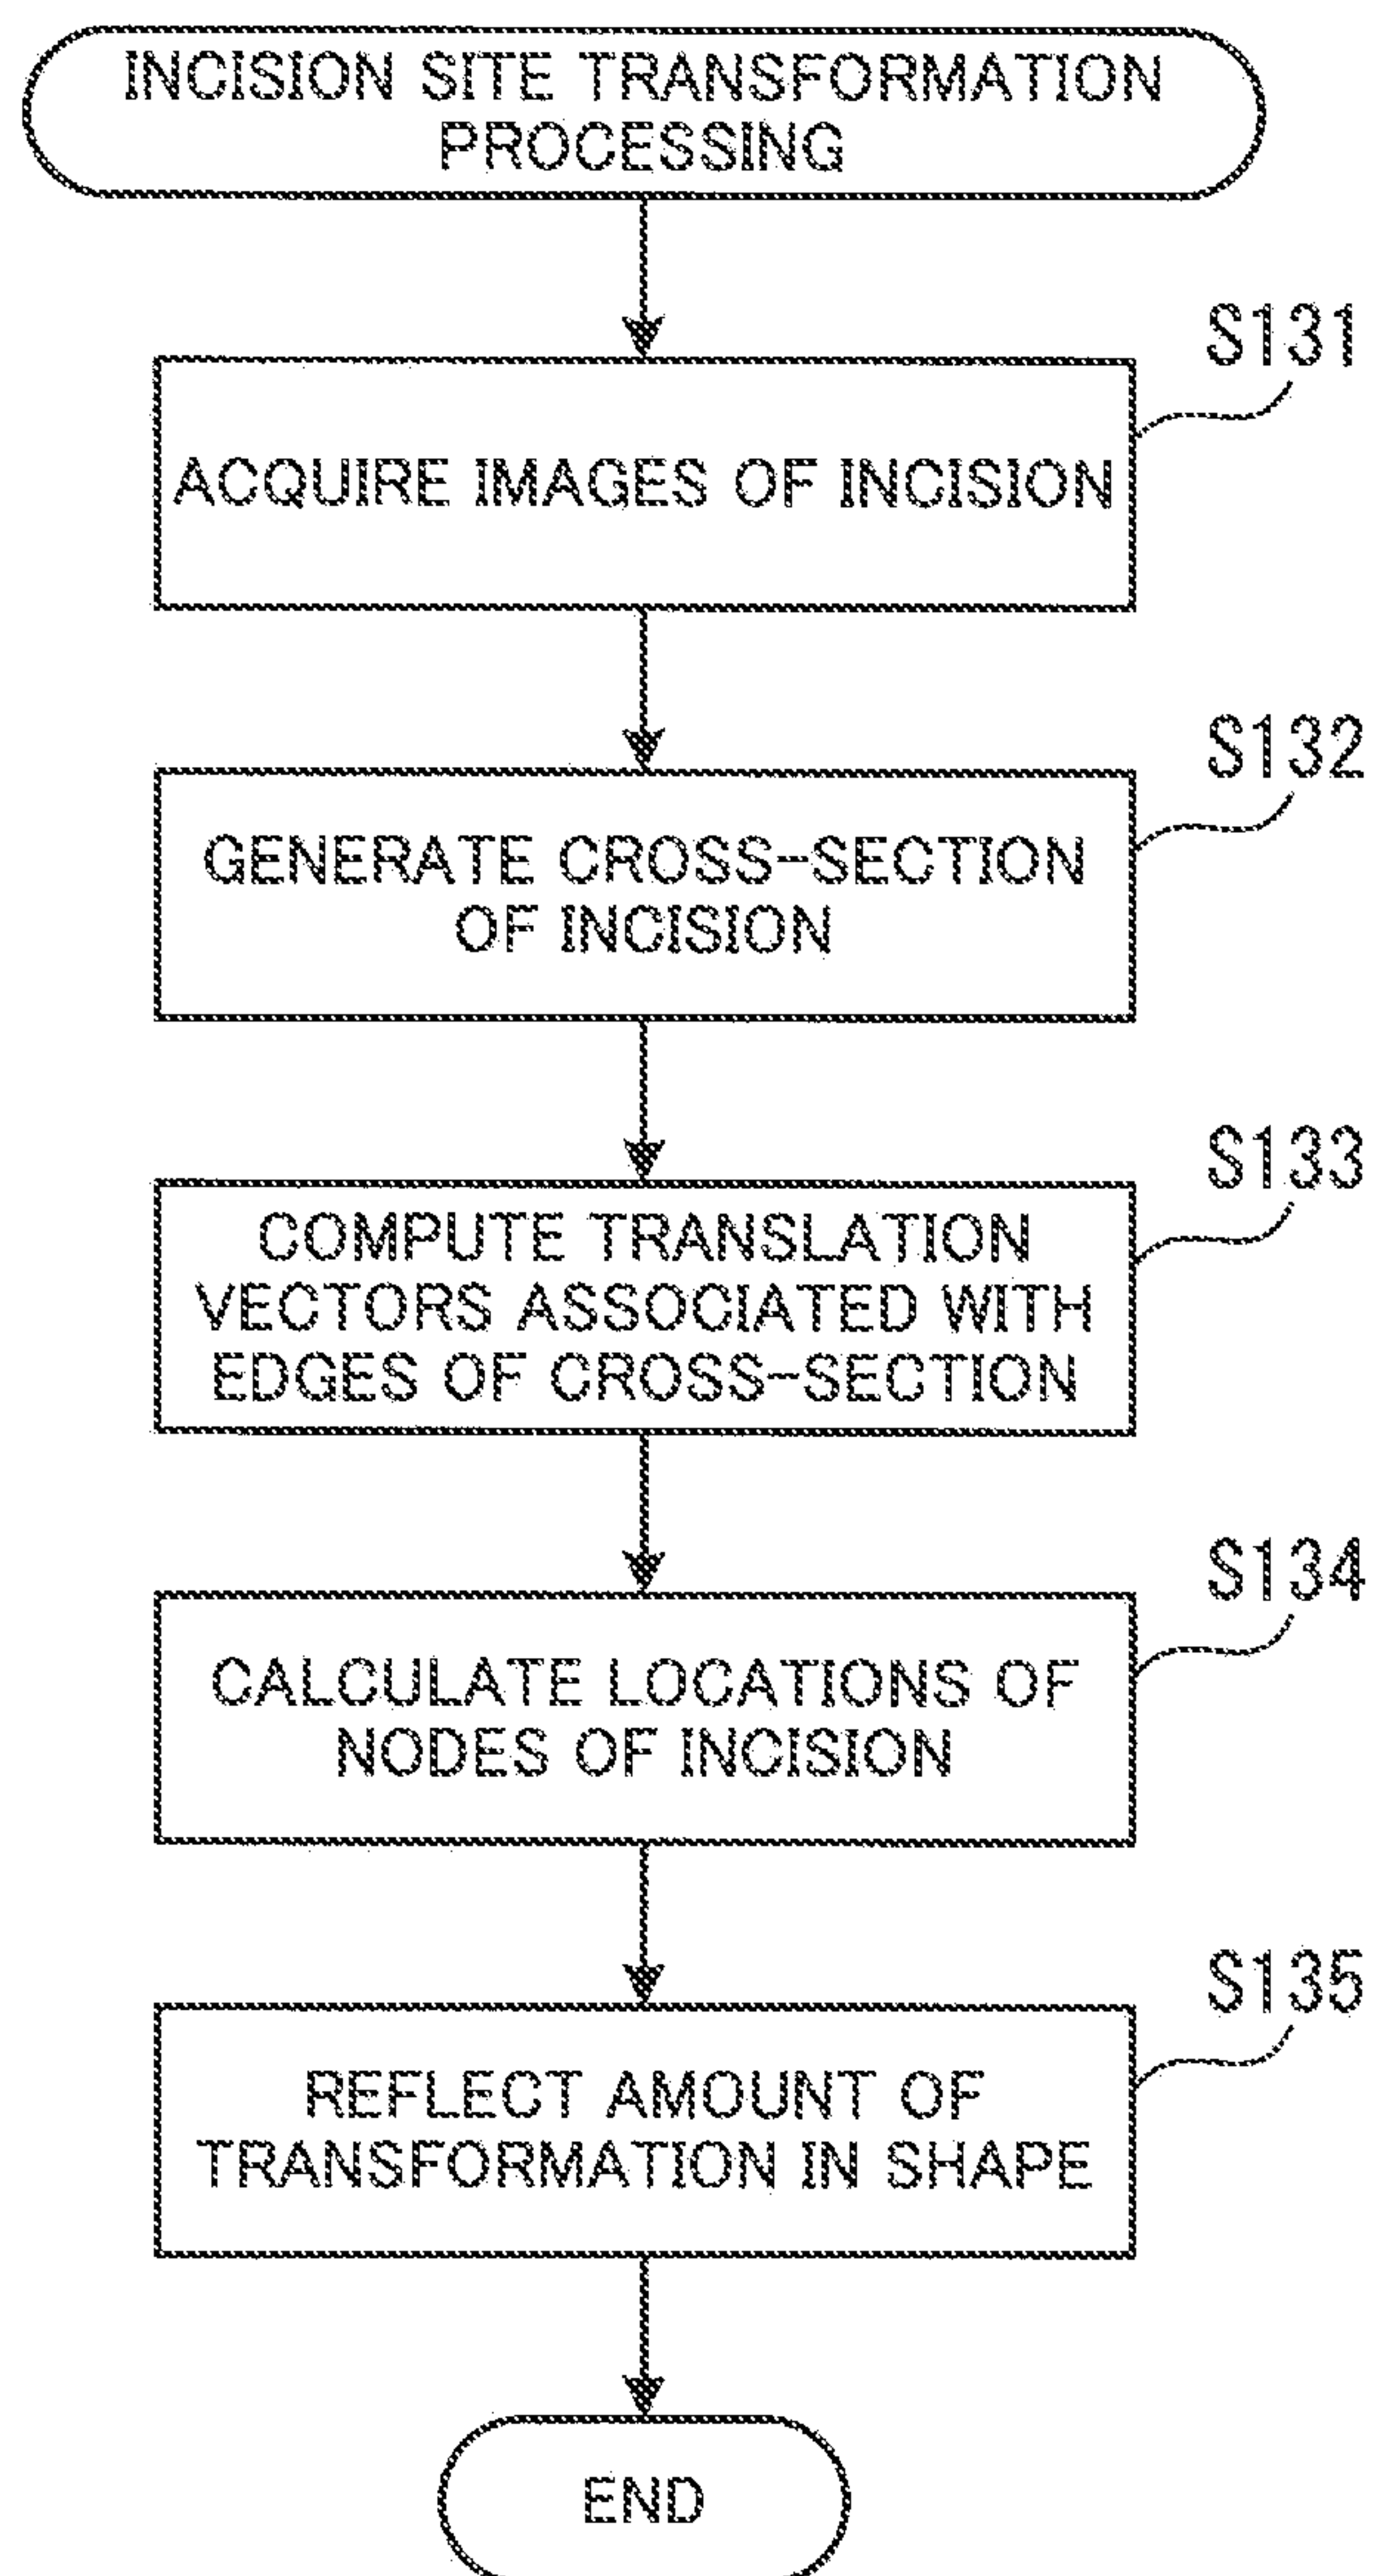 INCISION SITE TRANSFORMATION
PROCESSING
S131
ACQUIRE IMAGES OF INCISION
S132
GENERATE CROSS-SECTION
OF INCISION
S133
COMPUTE TRANSLATION
VECTORS ASSOCIATED WITH
EDGES OF CROSS-SECTION
S134
CALCULATE LOCATIONS OF
NODES OF INCISION
S135
REFLECT AMOUNT OF
TRANSFORMATION IN SHAPE
END